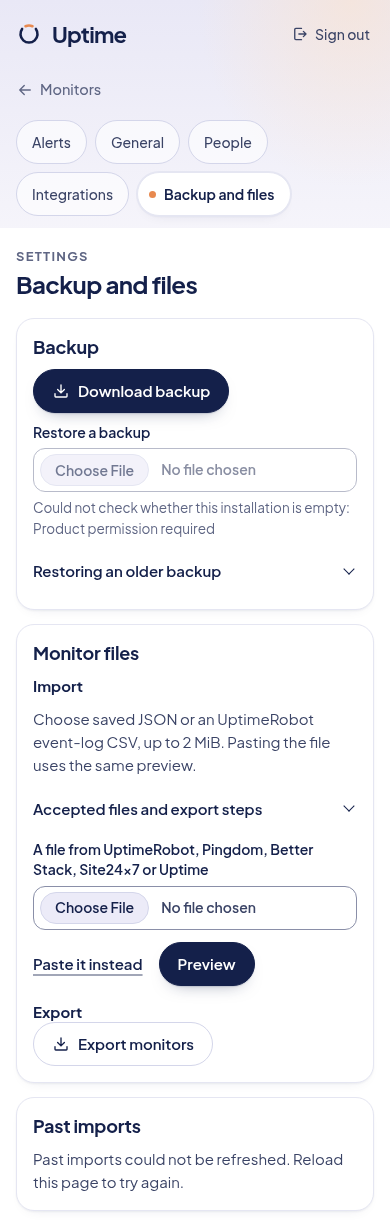 Uptime
Sign out
Monitors
Alerts
General
People
Integrations
Backup and files
SETTINGS
Backup and files
Backup
Download backup
Restore a backup
Choose File
No file chosen
Could not check whether this installation is empty:
Product permission required
Restoring an older backup
Monitor files
Import
Choose saved JSON or an UptimeRobot
event-log CSV, up to 2 MiB. Pasting the file
uses the same preview.
Accepted files and export steps
A file from UptimeRobot, Pingdom, Better
Stack, Site24x7 or Uptime
Choose File
No file chosen
Paste it instead
Preview
Export
Export monitors
Past imports
Past imports could not be refreshed. Reload
this page to try again.